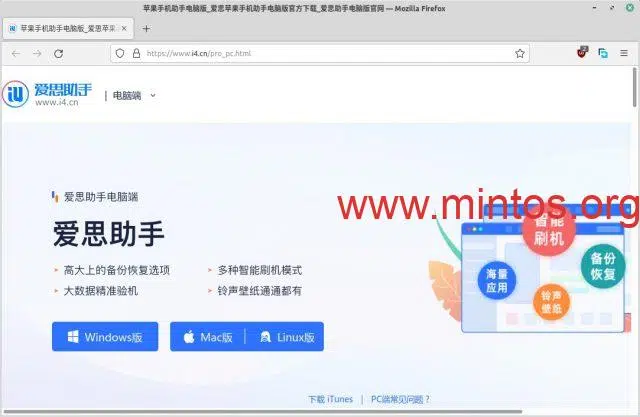 苹果手机助手电脑版_爱思苹果手机助手电脑版官方下载_爱思助手电脑版官网 — Mozilla Firefox
苹果手机助手电脑版_爱思苹果
https://www.i4.cn/pro_pc.html
爱思助手
www.i4.cn
电脑端
爱思助手电脑端
爱思助手
高大上的备份恢复选项
多种智能刷机模式
大数据精准验机
铃声壁纸通通都有
Windows版
Mac版
Linux版
www.mintos.org
智能
刷机
备份
恢复
海量
应用
铃声
壁纸
下载 iTunes | PC端常见问题？